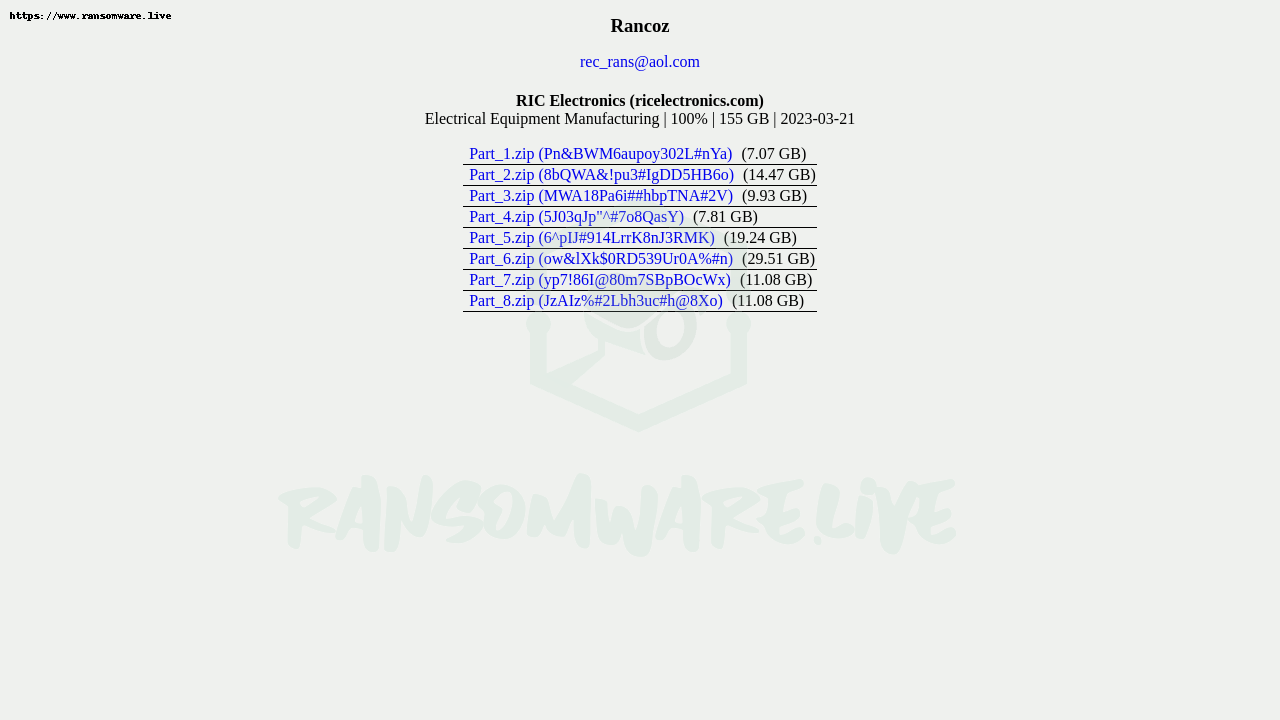 https://www.ransomware.live
Rancoz
rec_rans@aol.com
RIC Electronics (ricelectronics.com)
Electrical Equipment Manufacturing | 100% | 155 GB | 2023-03-21
Part_1.zip (Pn&BWM6aupoy302L#nYa) (7.07 GB)
Part_2.zip (8bQWA&!pu3#IgDD5HB6o) (14.47 GB)
Part_3.zip (MWA18Pa6i##hbpTNA#2V) (9.93 GB)
Part_4.zip (5J03qJp"^#7o8QasY) (7.81 GB)
Part_5.zip (6^pIJ#914LrrK8nJ3RMK) (19.24 GB)
Part_6.zip (ow&lXk$0RD539Ur0A%#n) (29.51 GB)
Part_7.zip (yp7!86I@80m7SBpBOcWx) (11.08 GB)
Part_8.zip (JzAIz%#2Lbh3uc#h@8Xo) (11.08 GB)
RANSOMWARE.LIVE